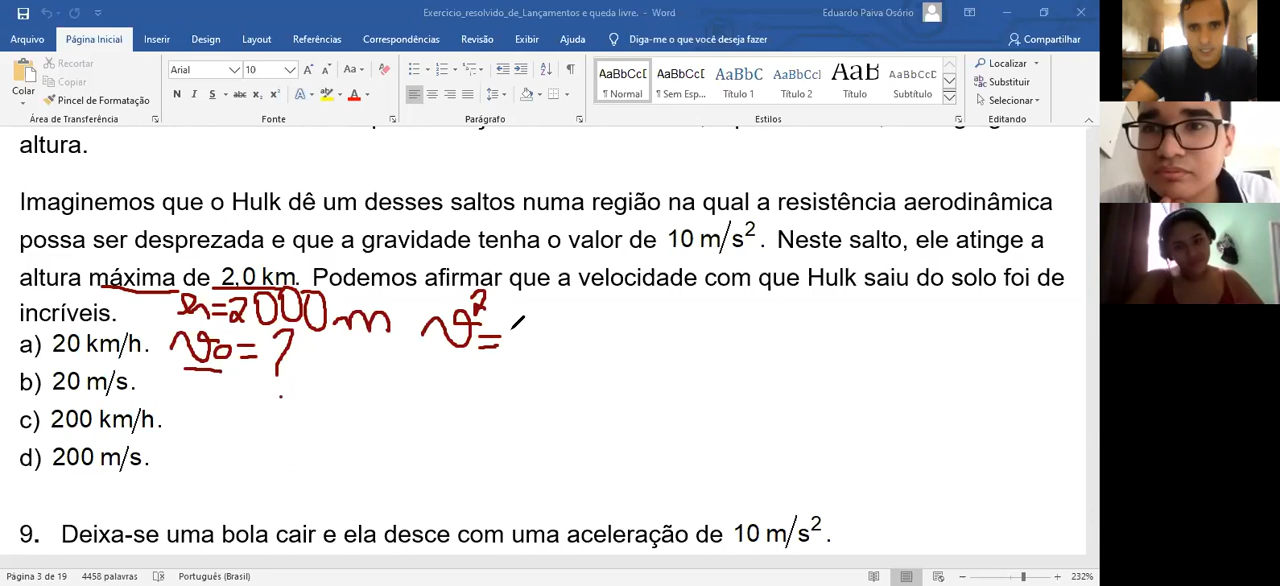 Exercicio_resolvido_de_Lançamentos e queda livre. - Word
Eduardo Paiva Osório
Arquivo Página Inicial Inserir Design Layout Referências Correspondências Revisão Exibir Ajuda Diga-me o que você deseja fazer Compartilhar
Colar
Recortar
Copiar
Pincel de Formatação
Área de Transferência
Arial 10
N I S abc x₂ x²
Fonte
Parágrafo
AaBbCcD AaBbCcD AaBbC AaBbCcD AaB AaBbCcD
¶ Normal ¶ Sem Esp... Título 1 Título 2 Título Subtítulo
Estilos
Localizar
Substituir
Selecionar
Editando
altura.
Imaginemos que o Hulk dê um desses saltos numa região na qual a resistência aerodinâmica
possa ser desprezada e que a gravidade tenha o valor de 10 m/s². Neste salto, ele atinge a
altura máxima de 2,0 km. Podemos afirmar que a velocidade com que Hulk saiu do solo foi de
incríveis.
h=2000 m v²=
v₀=?
a) 20 km/h.
b) 20 m/s.
c) 200 km/h.
d) 200 m/s.
9. Deixa-se uma bola cair e ela desce com uma aceleração de 10 m/s².
Página 3 de 19 4458 palavras Português (Brasil) 232%